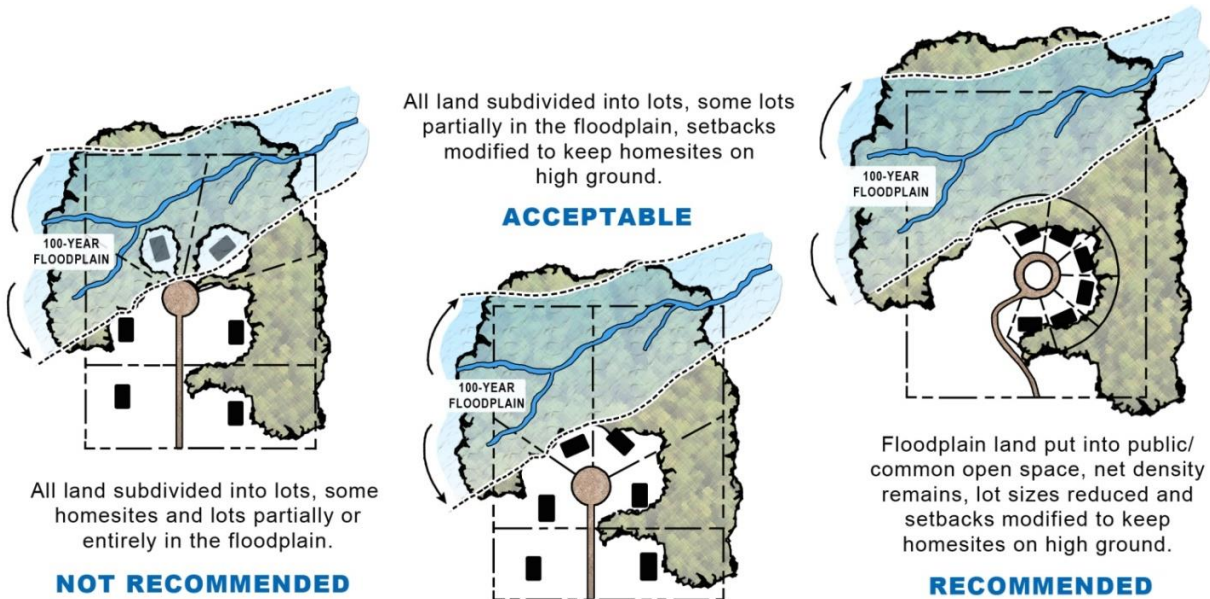 100-YEAR
FLOODPLAIN
All land subdivided into lots, some
homesites and lots partially or
entirely in the floodplain.
NOT RECOMMENDED
All land subdivided into lots, some lots
partially in the floodplain, setbacks
modified to keep homesites on
high ground.
ACCEPTABLE
100-YEAR
FLOODPLAIN
100-YEAR
FLOODPLAIN
Floodplain land put into public/
common open space, net density
remains, lot sizes reduced and
setbacks modified to keep
homesites on high ground.
RECOMMENDED